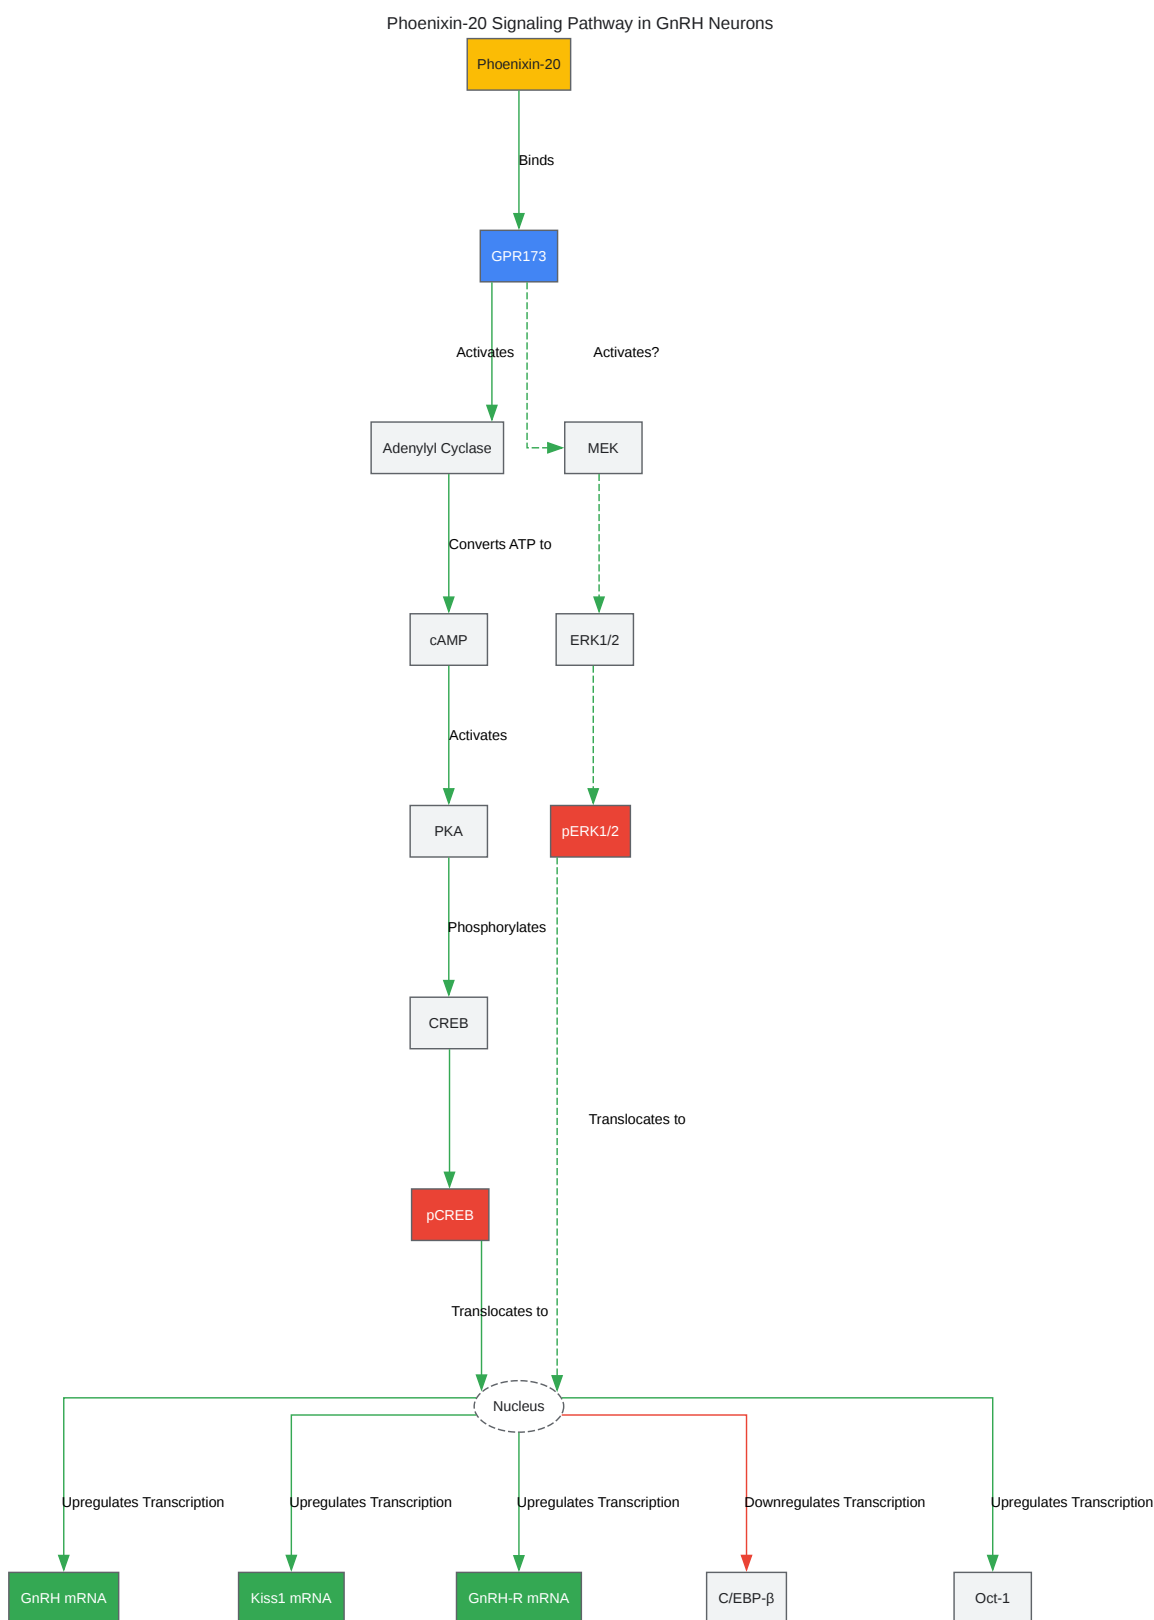 Phoenixin-20 Signaling Pathway in GnRH Neurons
Phoenixin-20
Binds
GPR173
Activates
Activates?
Adenylyl Cyclase
MEK
Converts ATP to
cAMP
ERK1/2
Activates
PKA
pERK1/2
Phosphorylates
CREB
Translocates to
pCREB
Translocates to
Nucleus
Upregulates Transcription
Upregulates Transcription
Upregulates Transcription
Downregulates Transcription
Upregulates Transcription
GnRH mRNA
Kiss1 mRNA
GnRH-R mRNA
C/EBP-β
Oct-1